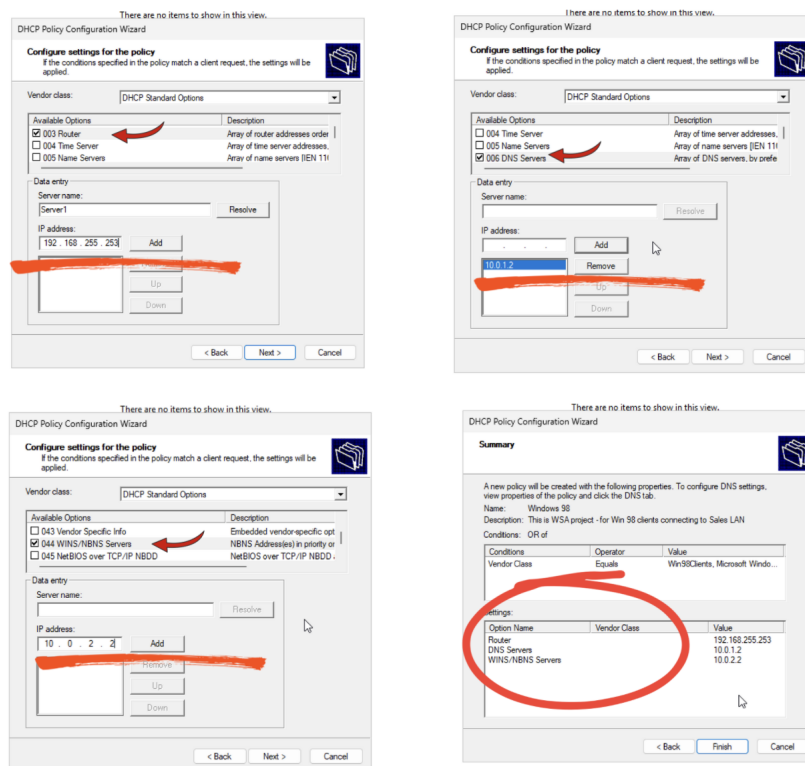 There are no items to show in this view.
DHCP Policy Configuration Wizard
Configure settings for the policy
If the conditions specified in the policy match a client request, the settings will be
applied.
Vendor class:
DHCP Standard Options
Available Options Description
003 Router Array of router addresses order
004 Time Server Array of time server addresses,
005 Name Servers Array of name servers [IEN 11
Data entry
Server name:
Server1 Resolve
IP address:
192 . 168 . 255 . 253 Add
Up
Down
< Back Next > Cancel
There are no items to show in this view.
DHCP Policy Configuration Wizard
Configure settings for the policy
If the conditions specified in the policy match a client request, the settings will be
applied.
Vendor class:
DHCP Standard Options
Available Options Description
004 Time Server Array of time server addresses,
005 Name Servers Array of name servers [IEN 11
006 DNS Servers Array of DNS servers, by prefe
Data entry
Server name:
Resolve
IP address:
. . . Add
10.0.1.2 Remove
Up
Down
< Back Next > Cancel
There are no items to show in this view.
DHCP Policy Configuration Wizard
Configure settings for the policy
If the conditions specified in the policy match a client request, the settings will be
applied.
Vendor class:
DHCP Standard Options
Available Options Description
043 Vendor Specific Info Embedded vendor-specific opt
044 WINS/NBNS Servers NBNS Address(es) in priority or
045 NetBIOS over TCP/IP NBDD NetBIOS over TCP/IP NBDD
Data entry
Server name:
Resolve
IP address:
10 . 0 . 2 . 2 Add
Remove
Up
Down
< Back Next > Cancel
There are no items to show in this view.
DHCP Policy Configuration Wizard
Summary
A new policy will be created with the following properties. To configure DNS settings,
view properties of the policy and click the DNS tab.
Name: Windows 98
Description: This is WSA project - for Win 98 clients connecting to Sales LAN
Conditions: OR of
Conditions Operator Value
Vendor Class Equals Win98Clients, Microsoft Windo...
ettings:
Option Name Vendor Class Value
Router 192.168.255.253
DNS Servers 10.0.1.2
WINS/NBNS Servers 10.0.2.2
< Back Finish Cancel